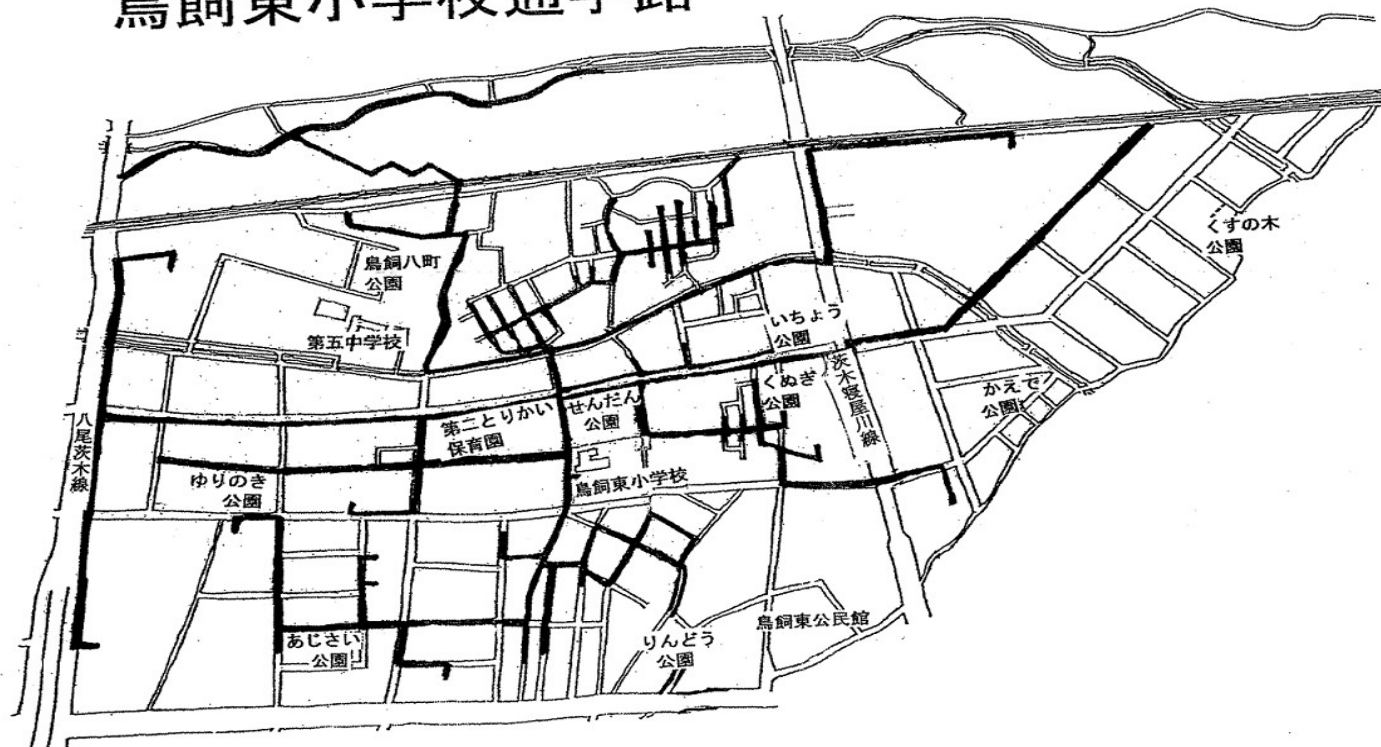 鳥飼東小学校通学路
くすの木
公園
鳥飼八町
公園
いちょう
公園
第五中学校
くぬぎ
公園
茨木寝屋川線
かえで
公園
せんだん
公園
第二とりかい
保育園
八尾茨木線
ゆりのき
公園
鳥飼東小学校
鳥飼東公民館
あじさい
公園
りんどう
公園